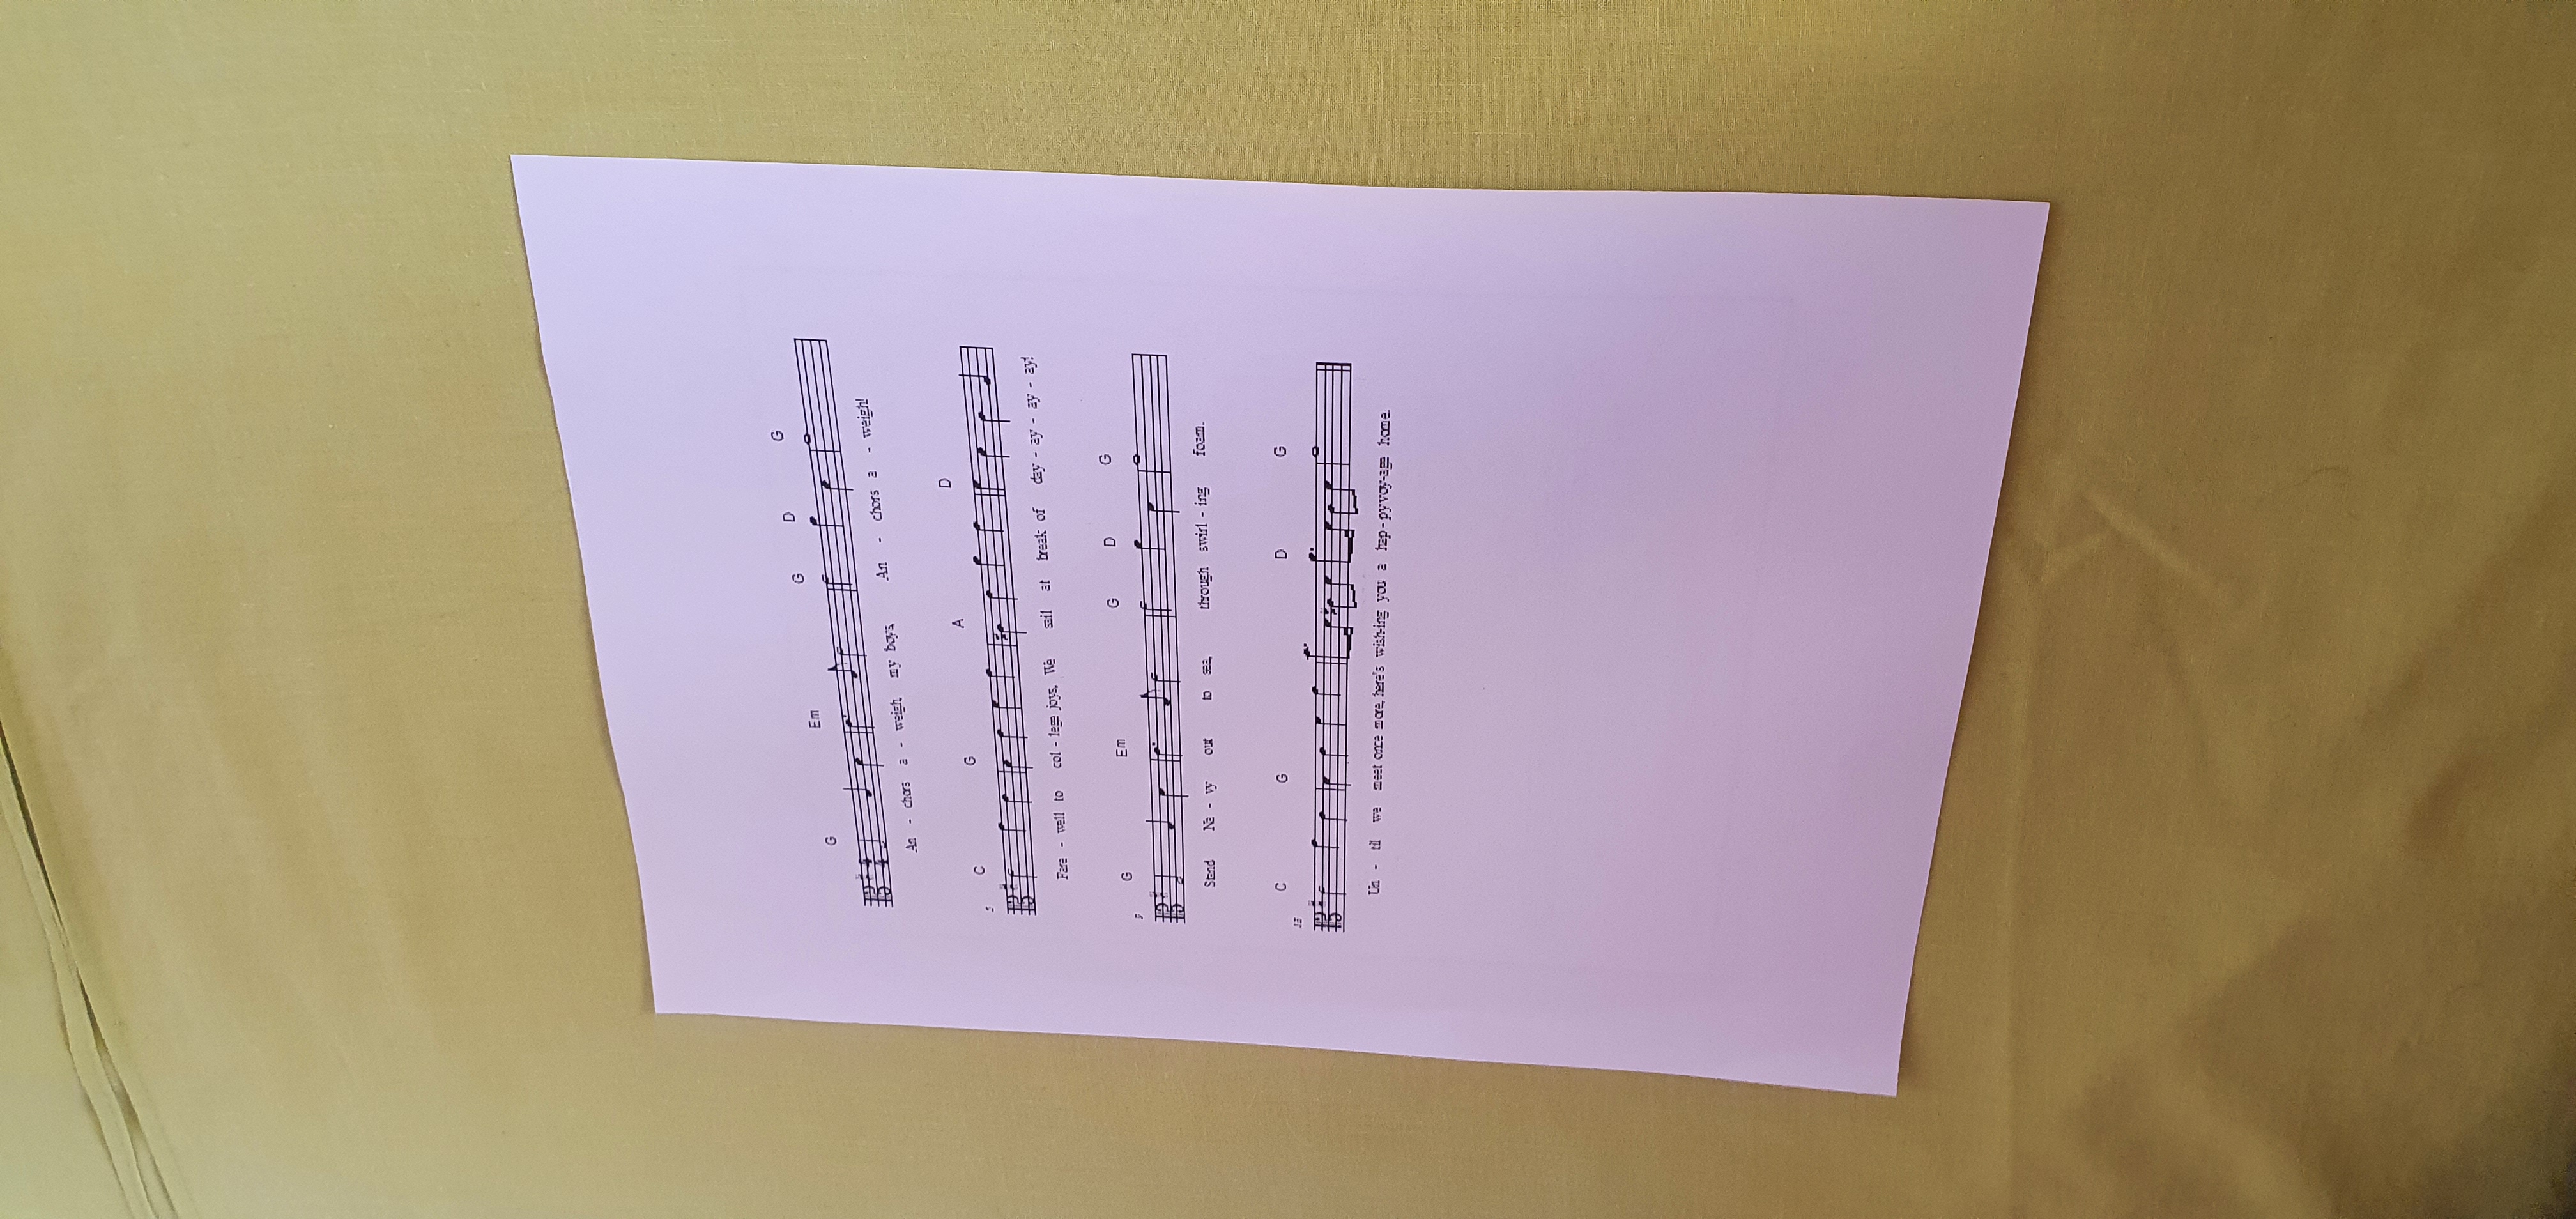 G Em G D G
An - chors a - weigh my boys. An - chors a - weigh!
5
C G A D
Fare - well to col - lege joys. We sail at break of day - ay - ay - ay - ay!
9
G Em G D G
Stand Na - vy out to sea, through swirl - ing foam.
13
C G D G
Un - til we meet once more, here's wish-ing you a hap - py voy-age home.